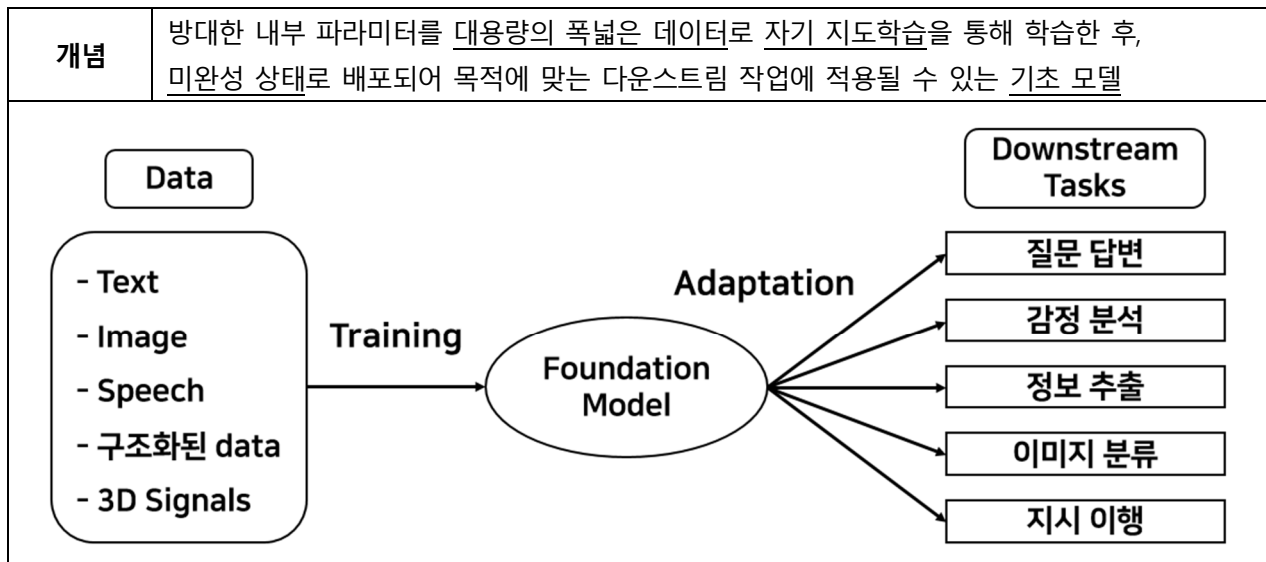 개념
방대한 내부 파라미터를 대용량의 폭넓은 데이터로 자기 지도학습을 통해 학습한 후,
미완성 상태로 배포되어 목적에 맞는 다운스트림 작업에 적용될 수 있는 기초 모델
Data
- Text
- Image
- Speech
- 구조화된 data
- 3D Signals
Training
Foundation
Model
Adaptation
Downstream
Tasks
질문 답변
감정 분석
정보 추출
이미지 분류
지시 이행